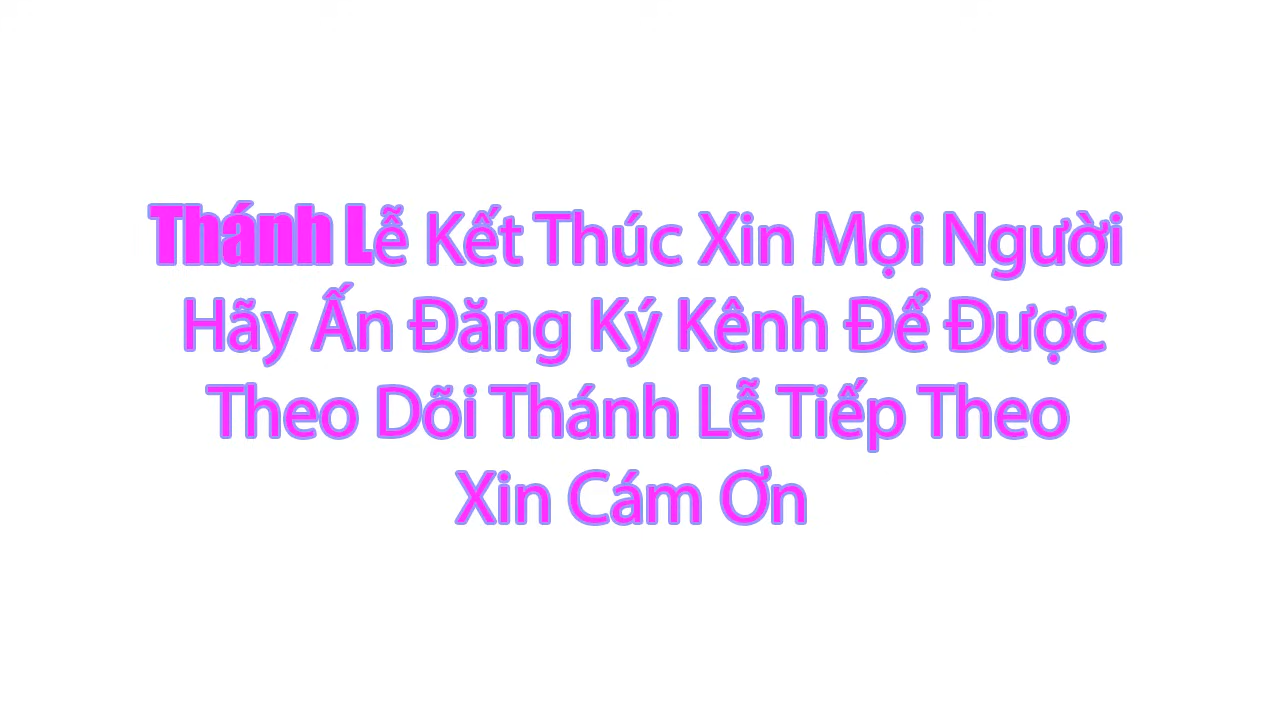 Thánh Lễ Kết Thúc Xin Mọi Người
Hãy Ấn Đăng Ký Kênh Để Được
Theo Dõi Thánh Lễ Tiếp Theo
Xin Cám Ơn